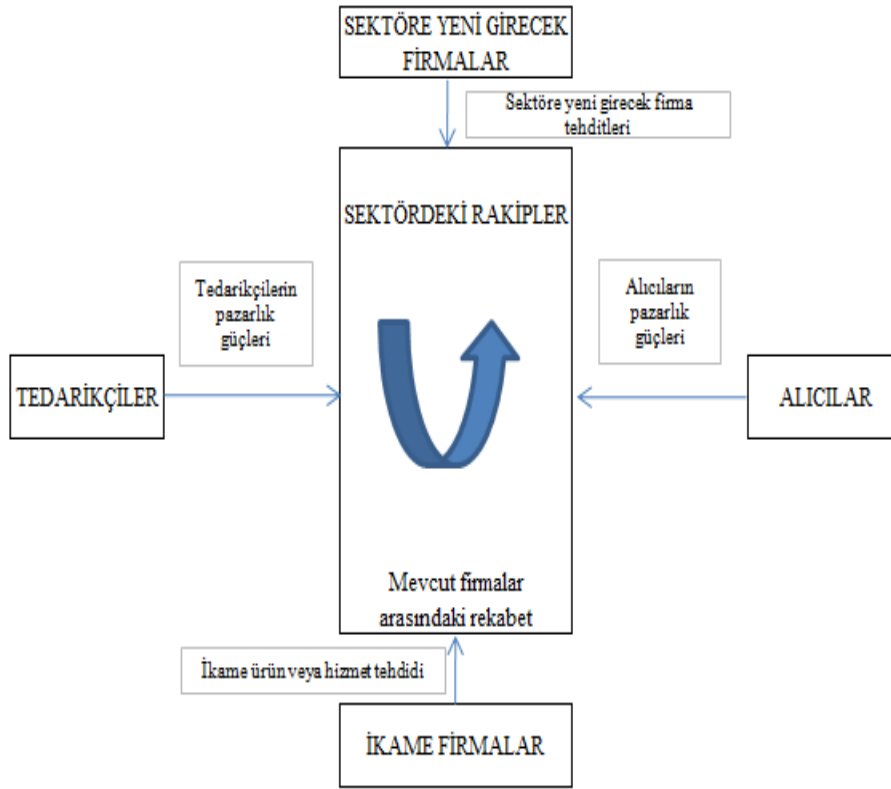 SEKTÖRE YENİ GİRECEK
FİRMALAR
Sektöre yeni girecek firma
tehditleri
SEKTÖRDEKİ RAKİPLER
Tedarikçilerin
pazarlık
güçleri
Alıcıların
pazarlık
güçleri
TEDARİKÇİLER
ALICILAR
Mevcut firmalar
arasındaki rekabet
İkame ürün veya hizmet tehdidi
İKAME FİRMALAR